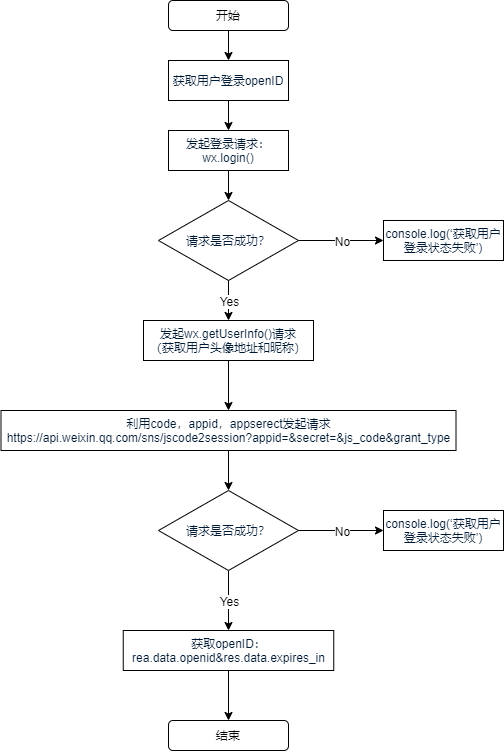 开始
获取用户登录openID
发起登录请求：
wx.login()
请求是否成功？
No
console.log(‘获取用户
登录状态失败’)
Yes
发起wx.getUserInfo()请求
（获取用户头像地址和昵称）
利用code，appid，appserect发起请求
https://api.weixin.qq.com/sns/jscode2session?appid=&secret=&js_code&grant_type
请求是否成功？
No
console.log(‘获取用户
登录状态失败’)
Yes
获取openID：
rea.data.openid&res.data.expires_in
结束